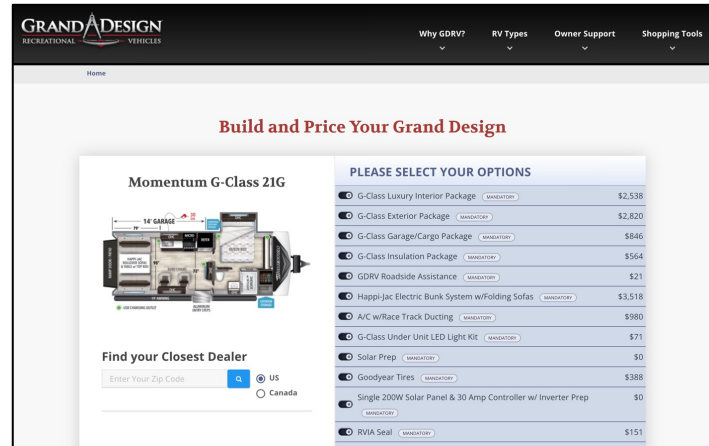 GRAND DESIGN
RECREATIONAL VEHICLES
Why GDRV?
RV Types
Owner Support
Shopping Tools
Home
Build and Price Your Grand Design
Momentum G-Class 21G
14' GARAGE
USB CHARGING OUTLET
Find your Closest Dealer
Enter Your Zip Code
US
Canada
PLEASE SELECT YOUR OPTIONS
G-Class Luxury Interior Package MANDATORY $2,538
G-Class Exterior Package MANDATORY $2,820
G-Class Garage/Cargo Package MANDATORY $846
G-Class Insulation Package MANDATORY $564
GDRV Roadside Assistance MANDATORY $21
Happi-Jac Electric Bunk System w/Folding Sofas MANDATORY $3,518
A/C w/Race Track Ducting MANDATORY $980
G-Class Under Unit LED Light Kit MANDATORY $71
Solar Prep MANDATORY $0
Goodyear Tires MANDATORY $388
Single 200W Solar Panel & 30 Amp Controller w/ Inverter Prep $0
MANDATORY
RVIA Seal MANDATORY $151